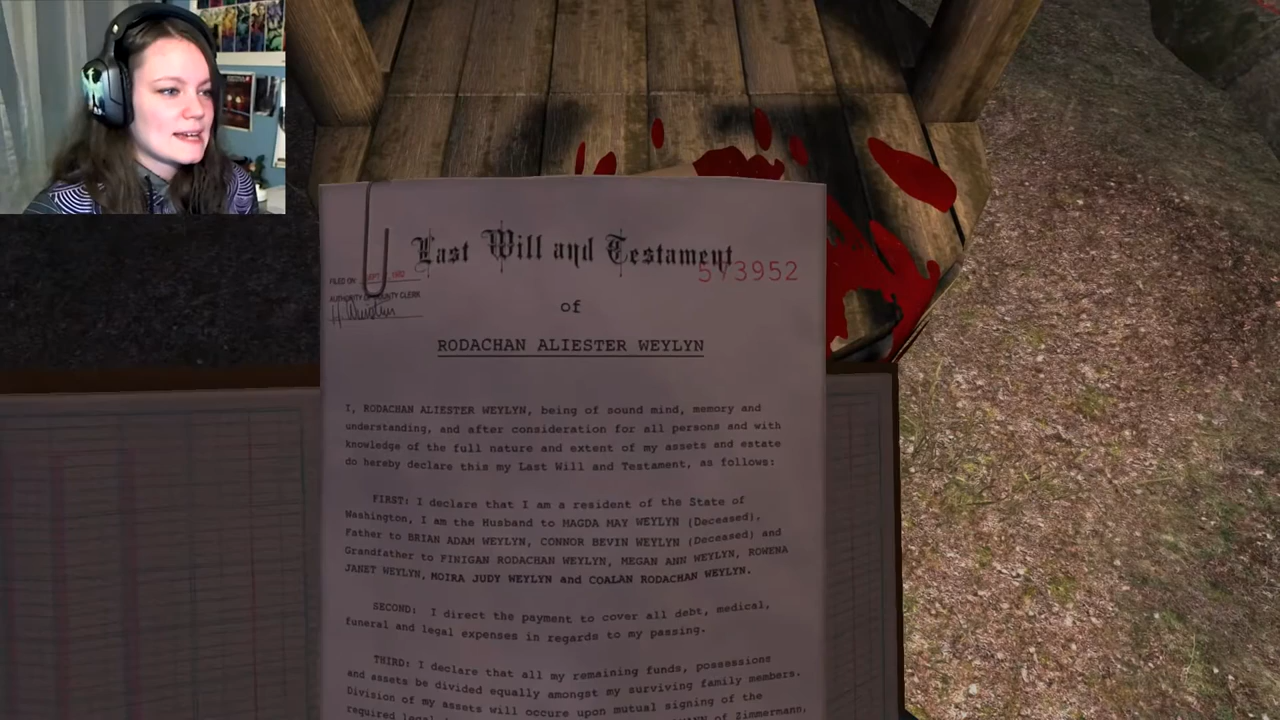 Last Will and Testament
573952
FILED ON
AUTHORITY OF COUNTY CLERK
of
RODACHAN ALIESTER WEYLYN
I, RODACHAN ALIESTER WEYLYN, being of sound mind, memory and
understanding, and after consideration for all persons and with
knowledge of the full nature and extent of my assets and estate
do hereby declare this my Last Will and Testament, as follows:
FIRST: I declare that I am a resident of the State of
Washington, I am the Husband to MAGDA MAY WEYLYN (Deceased),
Father to BRIAN ADAM WEYLYN, CONNOR BEVIN WEYLYN (Deceased) and
Grandfather to FINIGAN RODACHAN WEYLYN, MEGAN ANN WEYLYN, ROWENA
JANET WEYLYN, MOIRA JUDY WEYLYN and COALAN RODACHAN WEYLYN.
SECOND: I direct the payment to cover all debt, medical,
funeral and legal expenses in regards to my passing.
THIRD: I declare that all my remaining funds, possessions
and assets be divided equally amongst my surviving family members.
Division of my assets will occure upon mutual signing of the
required legal of Zimmermann,